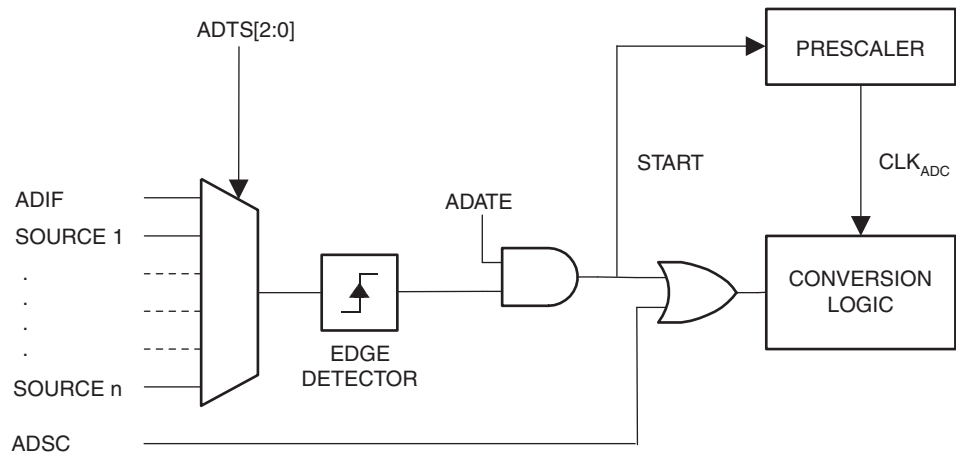 ADTS[2:0]
PRESCALER
START
CLKADC
ADIF
ADATE
SOURCE 1
.
.
.
.
CONVERSION
LOGIC
EDGE
DETECTOR
SOURCE n
ADSC